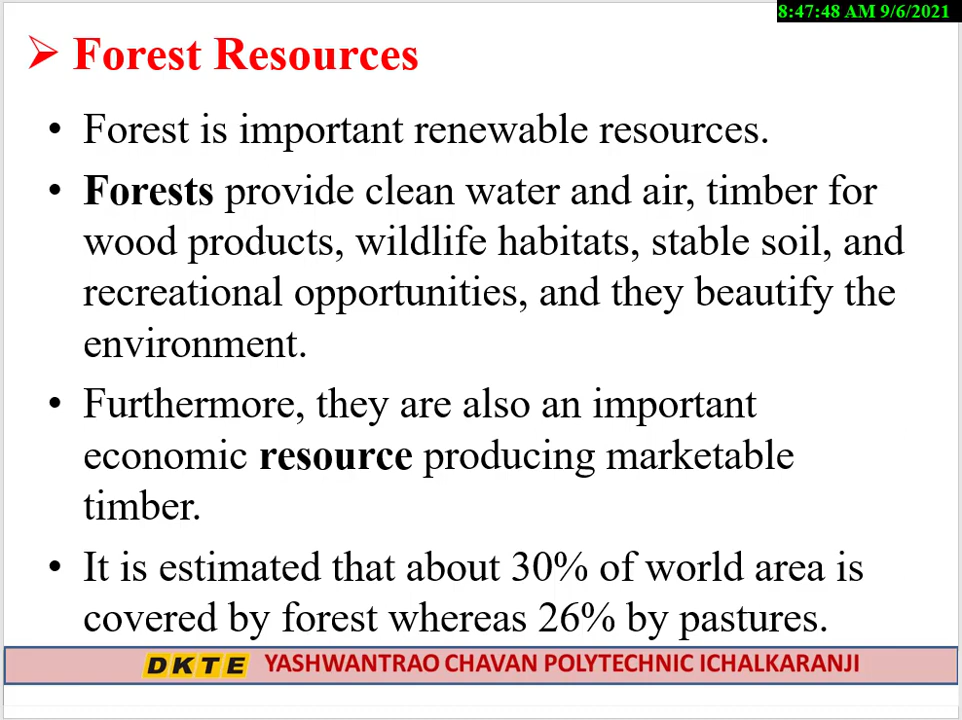 8:47:48 AM 9/6/2021
➢ Forest Resources
• Forest is important renewable resources.
• Forests provide clean water and air, timber for
wood products, wildlife habitats, stable soil, and
recreational opportunities, and they beautify the
environment.
• Furthermore, they are also an important
economic resource producing marketable
timber.
• It is estimated that about 30% of world area is
covered by forest whereas 26% by pastures.
DKTE YASHWANTRAO CHAVAN POLYTECHNIC ICHALKARANJI